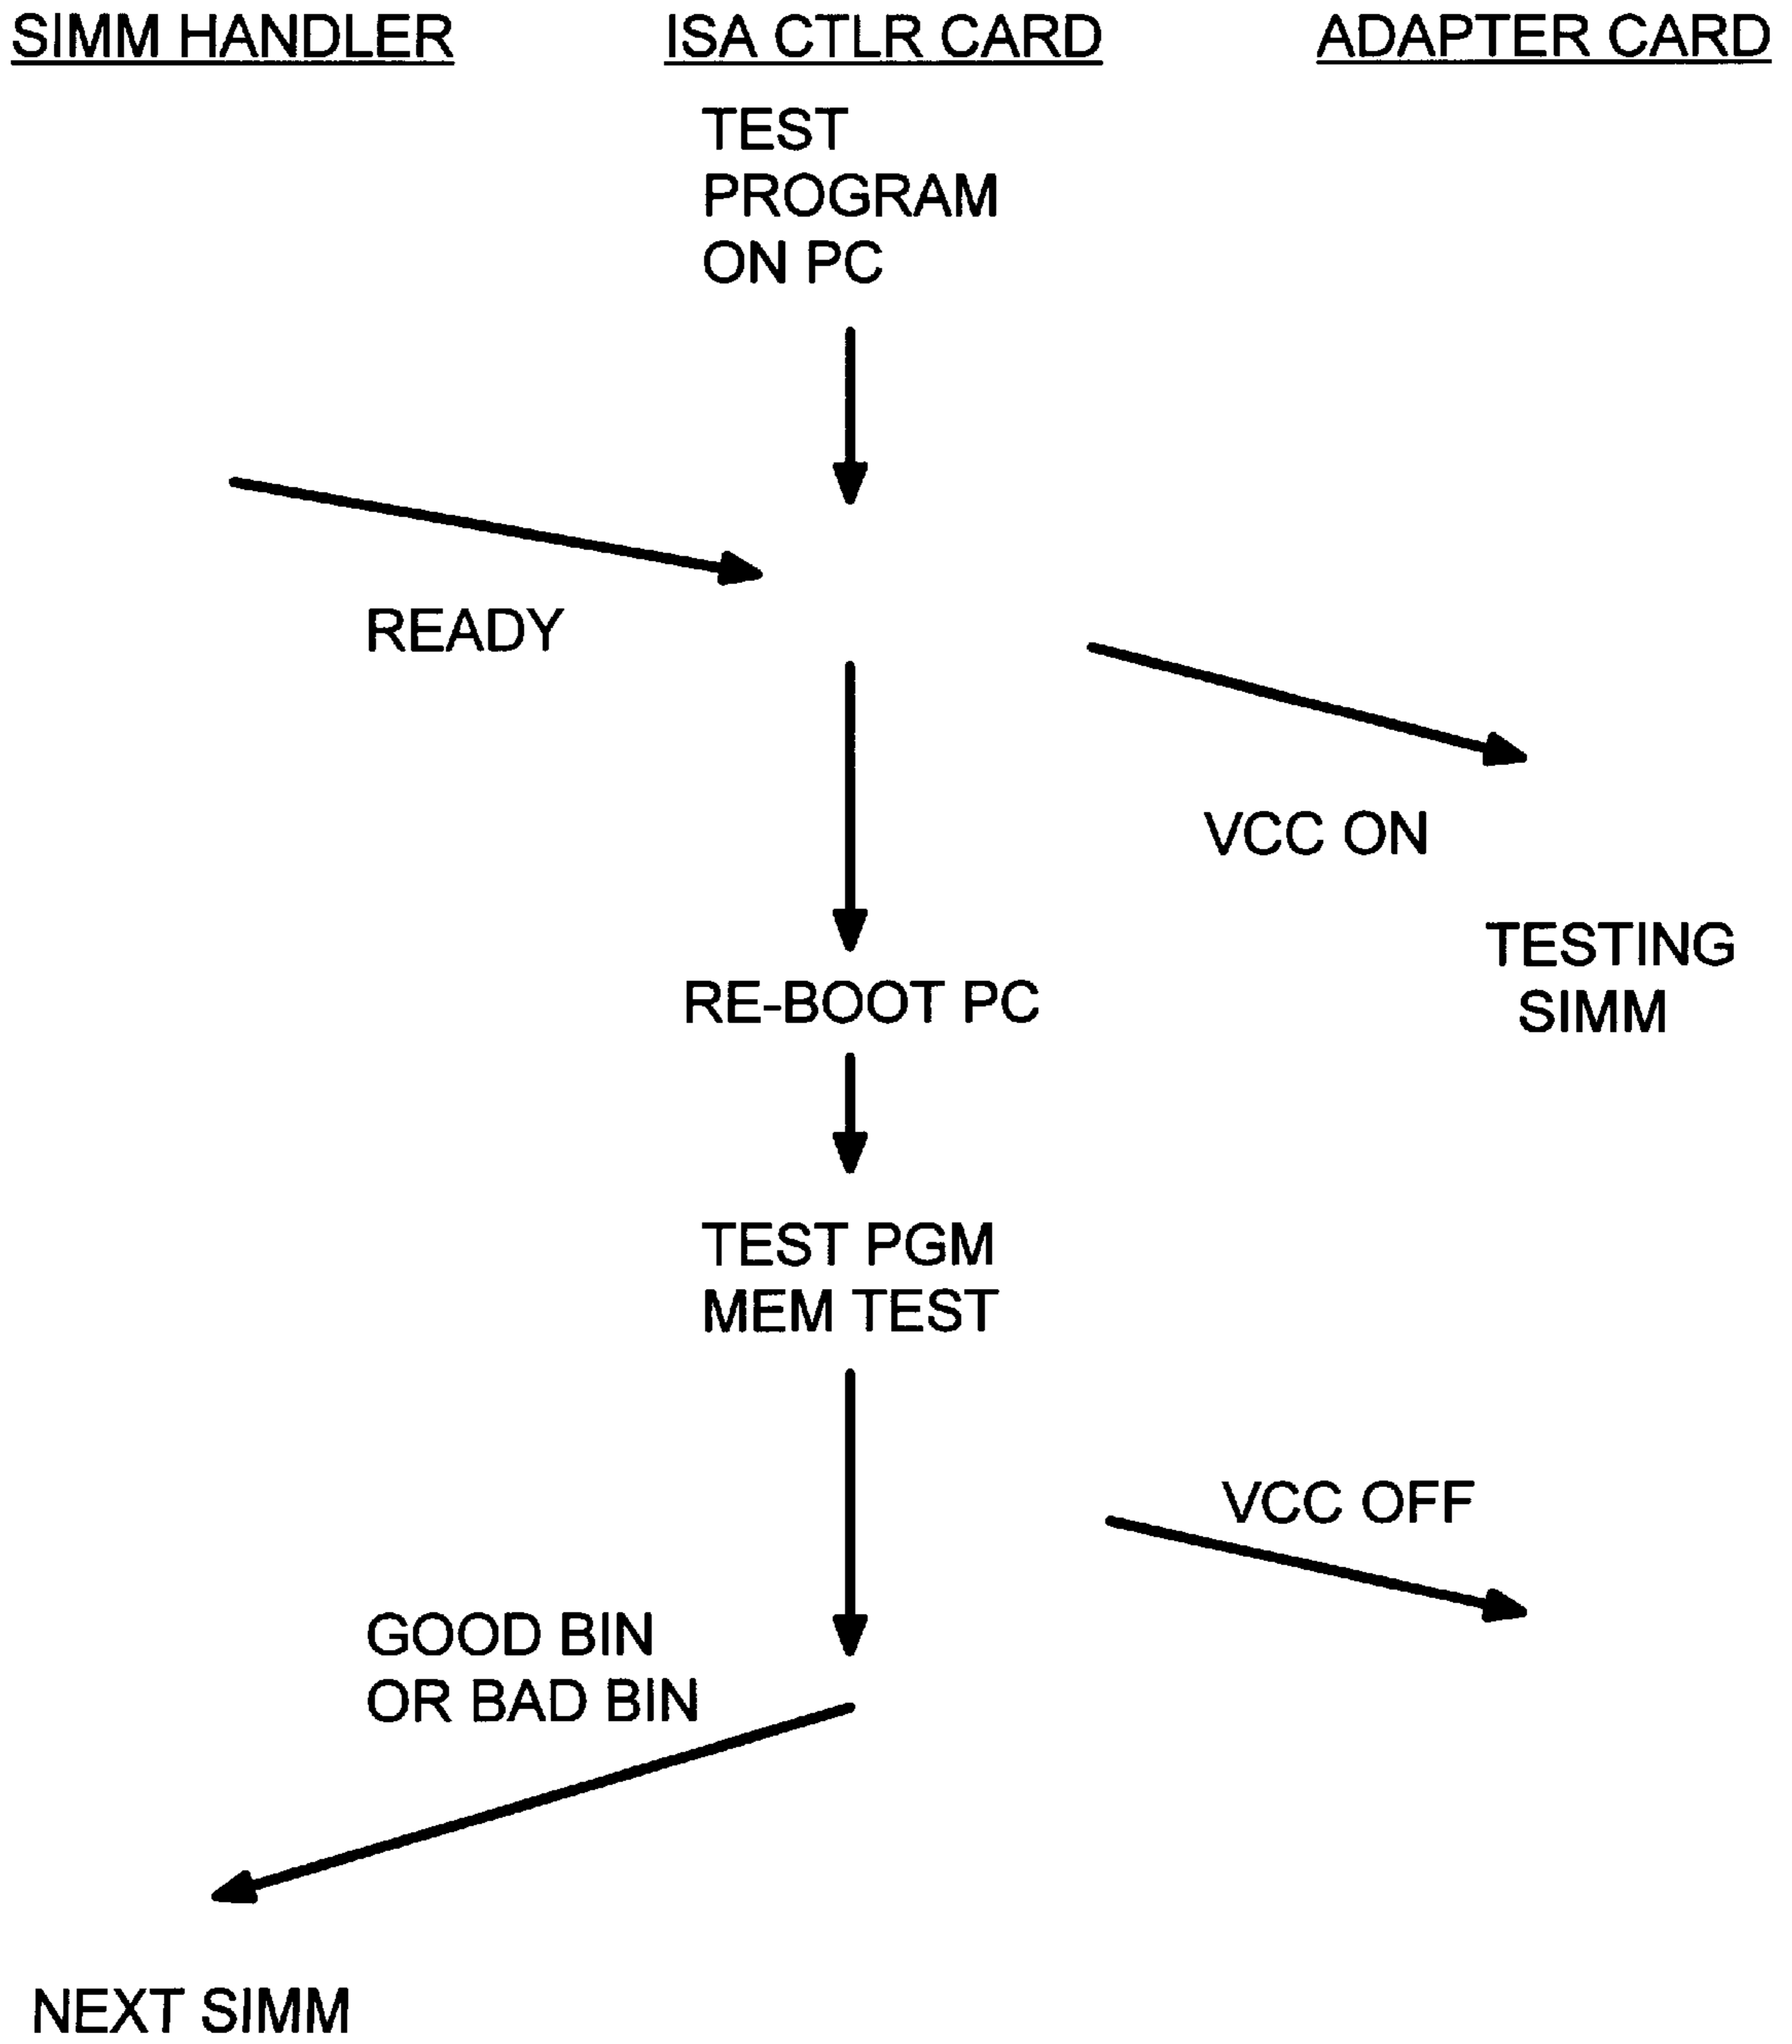 SIMM HANDLER
ISA CTLR CARD
ADAPTER CARD
TEST
PROGRAM
ON PC
READY
VCC ON
TESTING
SIMM
RE-BOOT PC
TEST PGM
MEM TEST
VCC OFF
GOOD BIN
OR BAD BIN
NEXT SIMM